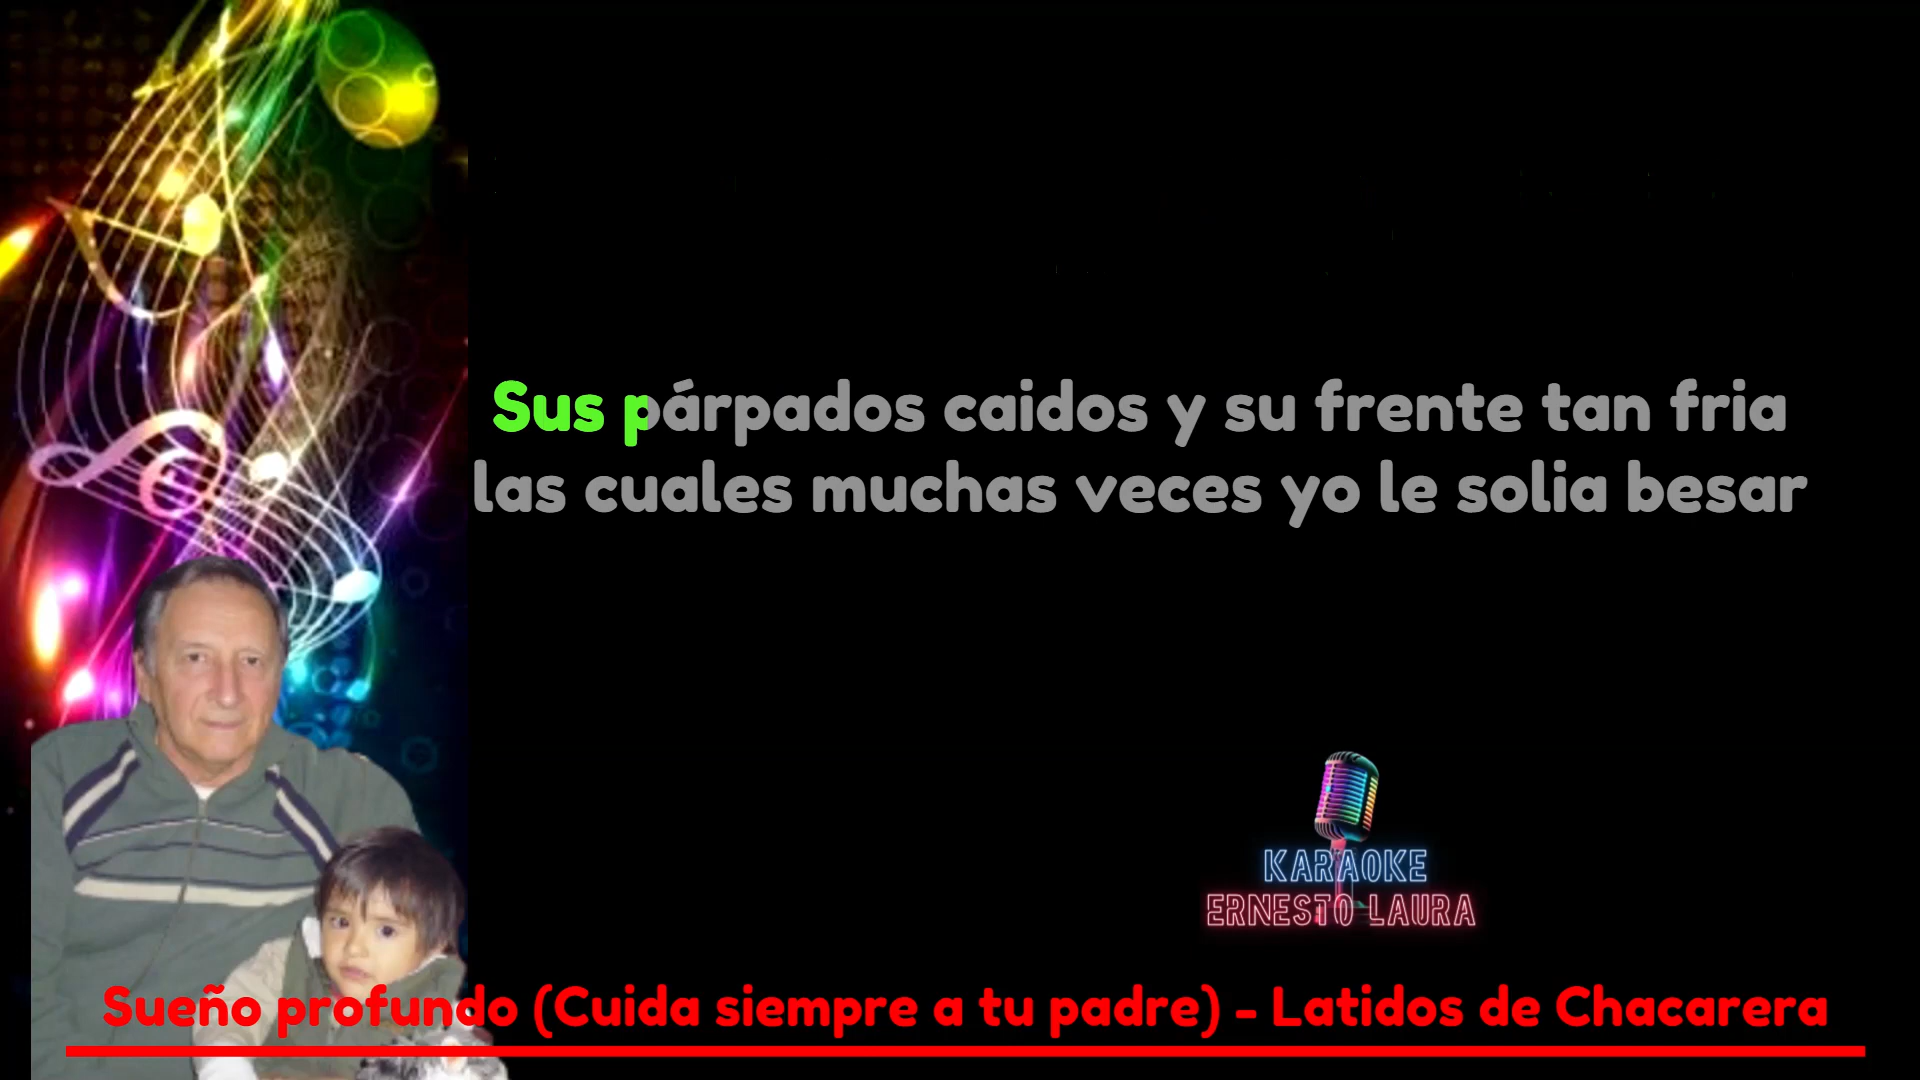 Sus párpados caidos y su frente tan fria
las cuales muchas veces yo le solia besar
KARAOKE
ERNESTO LAURA
Sueño profundo (Cuida siempre a tu padre) - Latidos de Chacarera